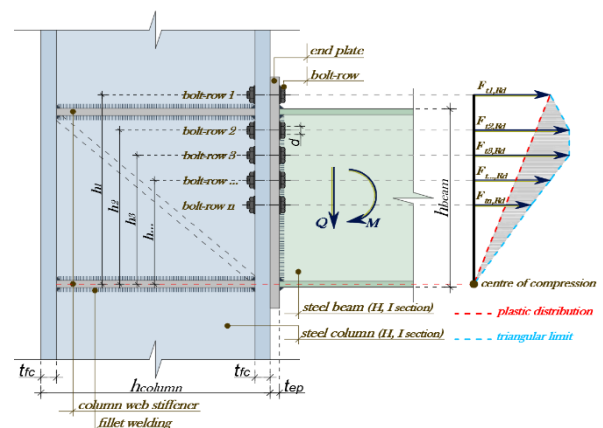 end plate
bolt-row
bolt-row 1
bolt-row 2
bolt-row 3
bolt-row ...
bolt-row n
h1
h2
h3
h...
d
Q
M
hbeam
Ft1,Rd
Ft2,Rd
Ft3,Rd
Ft...,Rd
Ftn,Rd
centre of compression
steel beam (H, I section)
plastic distribution
steel column (H, I section)
triangular limit
tfc
hcolumn
tfc
tep
column web stiffener
fillet welding